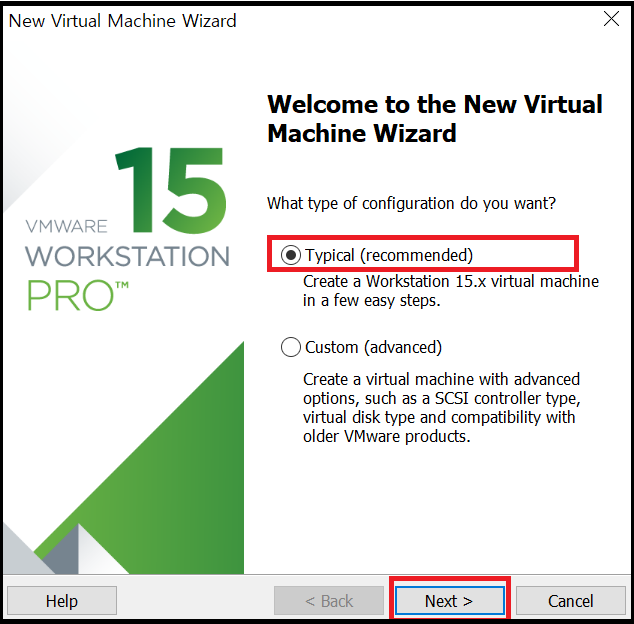 New Virtual Machine Wizard
15
VMWARE
WORKSTATION
PRO™
Welcome to the New Virtual
Machine Wizard
What type of configuration do you want?
Typical (recommended)
Create a Workstation 15.x virtual machine
in a few easy steps.
Custom (advanced)
Create a virtual machine with advanced
options, such as a SCSI controller type,
virtual disk type and compatibility with
older VMware products.
Help
< Back
Next >
Cancel